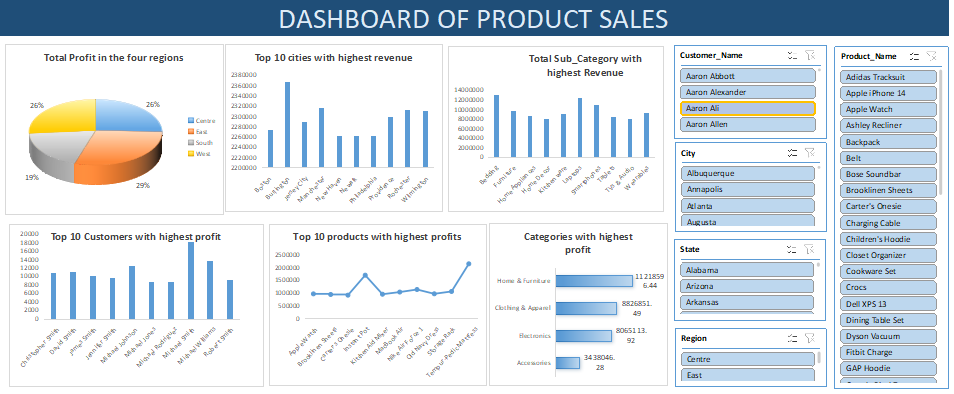 DASHBOARD OF PRODUCT SALES
Total Profit in the four regions
26%
26%
19%
29%
Centre
East
South
West
Top 10 cities with highest revenue
2380000
2360000
2340000
2320000
2300000
2280000
2260000
2240000
2220000
2200000
Boston
Burlington
Jersey City
Manchester
New Haven
Newark
Philadelphia
Providence
Rochester
Wilmington
Total Sub_Category with
highest Revenue
14000000
12000000
10000000
8000000
6000000
4000000
2000000
0
Bedding
Furniture
Home Appliances
Home Decor
Kitchenware
Laptops
Smartphones
Tablets
TVs & Audio
Wearables
Top 10 Customers with highest profit
20000
18000
16000
14000
12000
10000
8000
6000
4000
2000
0
Christopher Smith
David Smith
James Smith
Jennifer Smith
Michael Johnson
Michael Jones
Michael Rodriguez
Michael Smith
Michael Williams
Robert Smith
Top 10 products with highest profits
2500000
2000000
1500000
1000000
500000
0
Apple Watch
Brooklinen Sheets
Instant Pot
KitchenAid Mixer
MacBook Air
Nike Air Force 1
Old Navy Dress
Storage Rack
Tempur-Pedic Mattress
Categories with highest
profit
Home & Furniture
1121859
6.44
Clothing & Apparel
8826851.
49
Electronics
8065113.
92
Accessories
3438046.
28
Customer_Name
Aaron Abbott
Aaron Alexander
Aaron Ali
Aaron Allen
City
Albuquerque
Annapolis
Atlanta
Augusta
State
Alabama
Arizona
Arkansas
Region
Centre
East
Product_Name
Adidas Tracksuit
Apple iPhone 14
Apple Watch
Ashley Recliner
Backpack
Belt
Bose Soundbar
Brooklinen Sheets
Carter's Onesie
Charging Cable
Children's Hoodie
Closet Organizer
Cookware Set
Crocs
Dell XPS 13
Dining Table Set
Dyson Vacuum
Fitbit Charge
GAP Hoodie